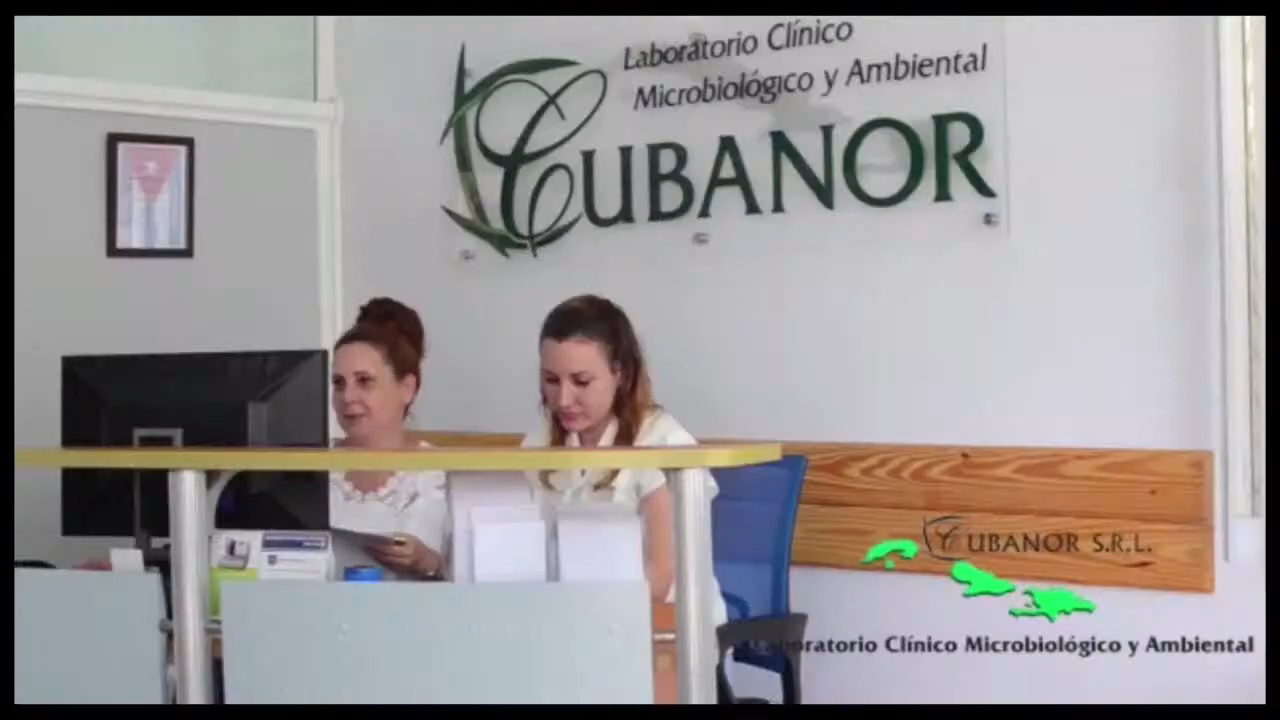 Laboratorio Clínico
Microbiológico y Ambiental
CUBANOR
CUBANOR S.R.L.
Laboratorio Clínico Microbiológico y Ambiental